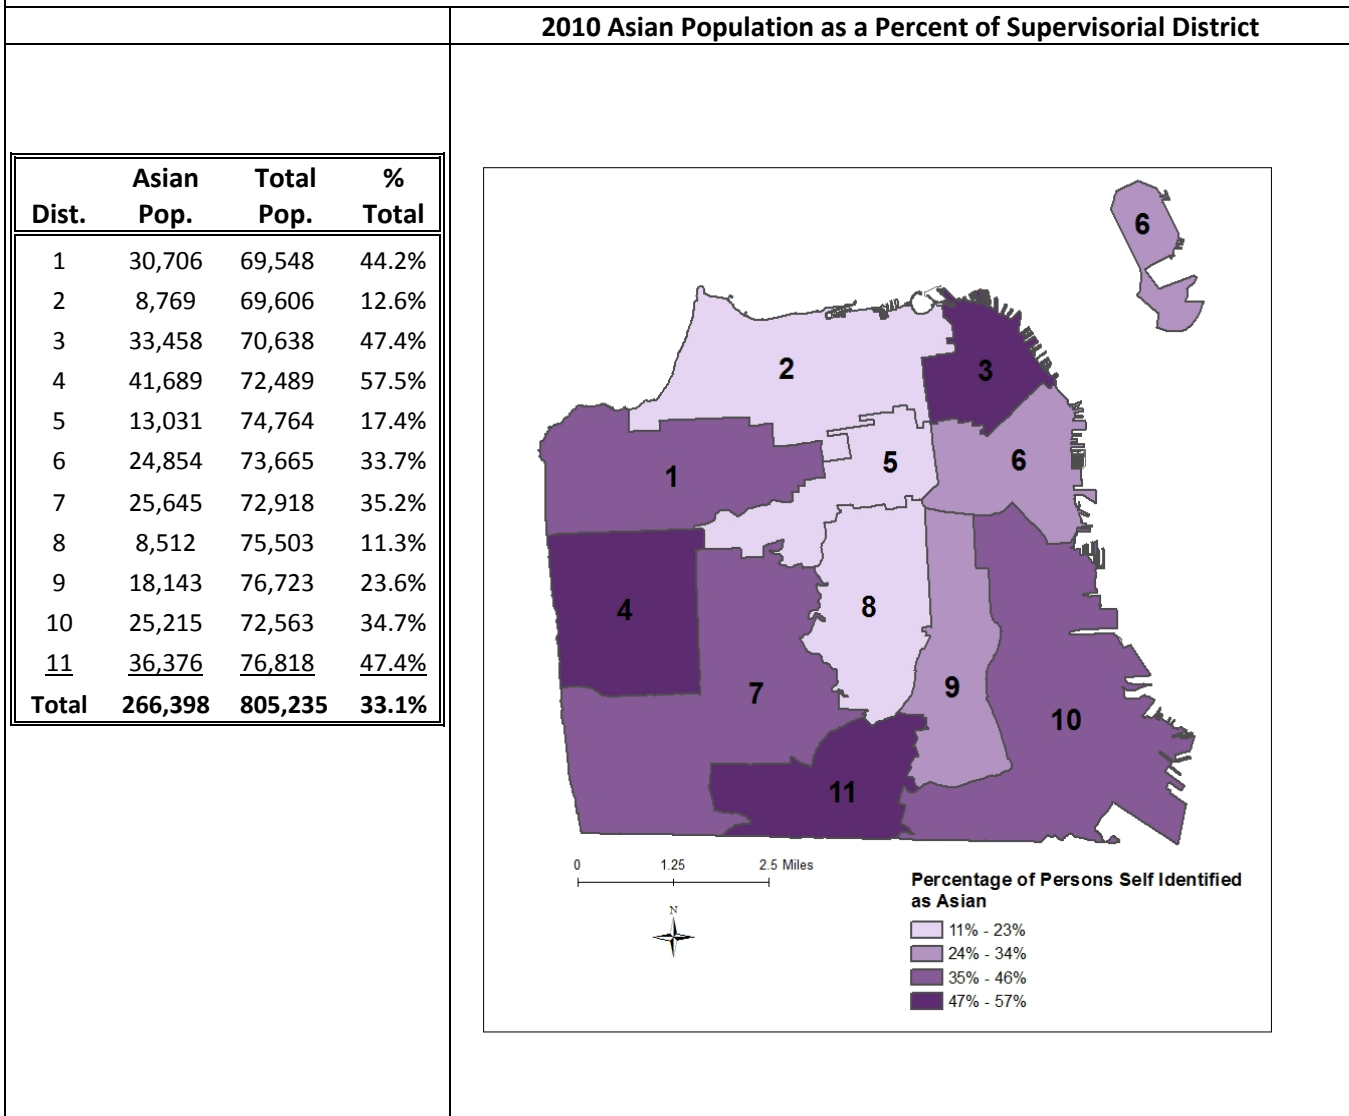 2010 Asian Population as a Percent of Supervisorial District
Asian Total %
Dist. Pop. Pop. Total
1 30,706 69,548 44.2%
2 8,769 69,606 12.6%
3 33,458 70,638 47.4%
4 41,689 72,489 57.5%
5 13,031 74,764 17.4%
6 24,854 73,665 33.7%
7 25,645 72,918 35.2%
8 8,512 75,503 11.3%
9 18,143 76,723 23.6%
10 25,215 72,563 34.7%
11 36,376 76,818 47.4%
Total 266,398 805,235 33.1%
6
2
3
1
5
6
4
8
7
9
10
11
0 1.25 2.5 Miles
N
Percentage of Persons Self Identified
as Asian
11% - 23%
24% - 34%
35% - 46%
47% - 57%